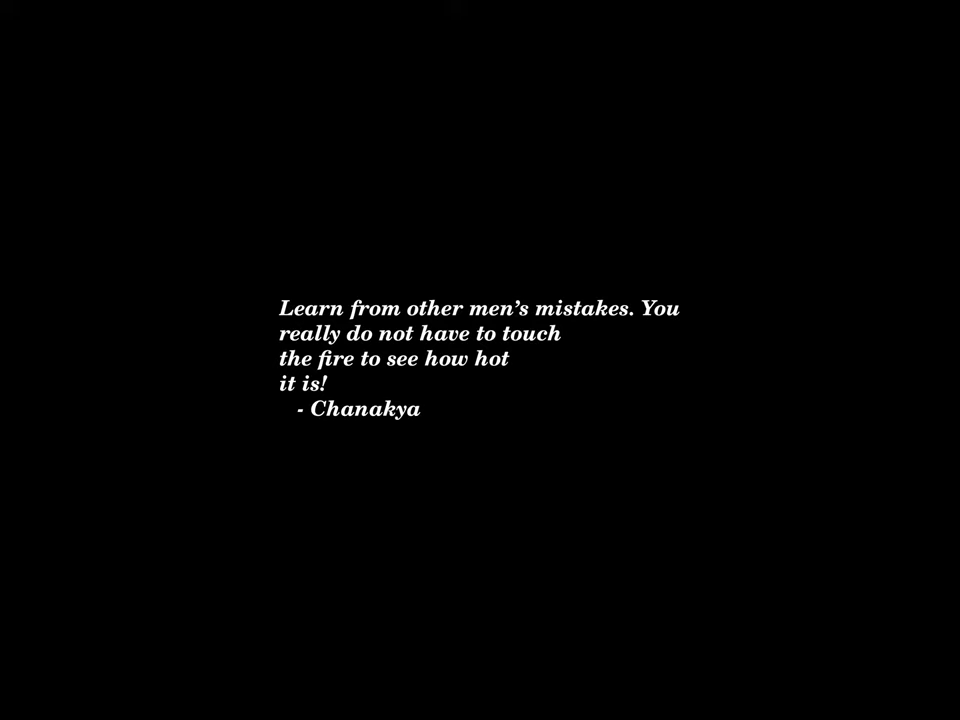 Learn from other men’s mistakes. You
really do not have to touch
the fire to see how hot
it is!
- Chanakya